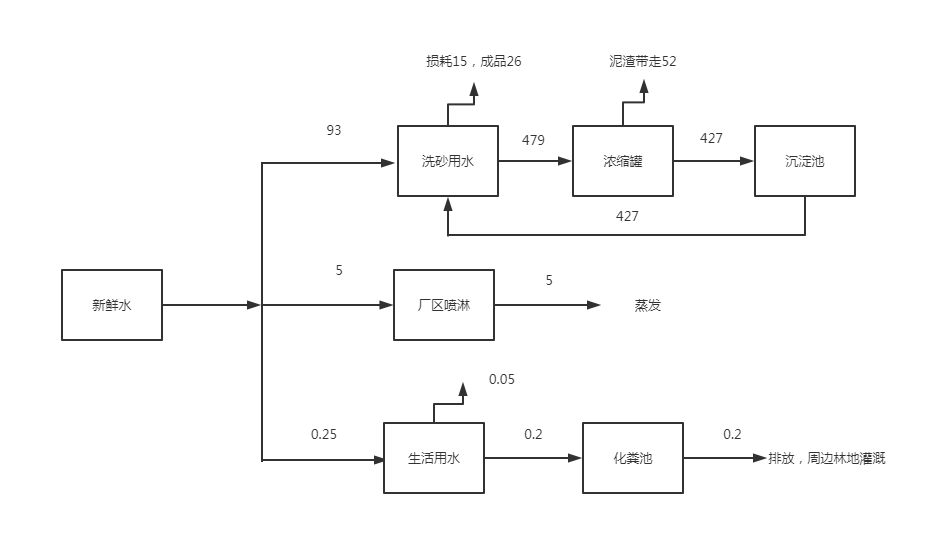 损耗15，成品26
泥渣带走52
93
洗砂用水
479
浓缩罐
427
沉淀池
427
新鲜水
5
厂区喷淋
5
蒸发
0.05
0.25
生活用水
0.2
化粪池
0.2
排放，周边林地灌溉